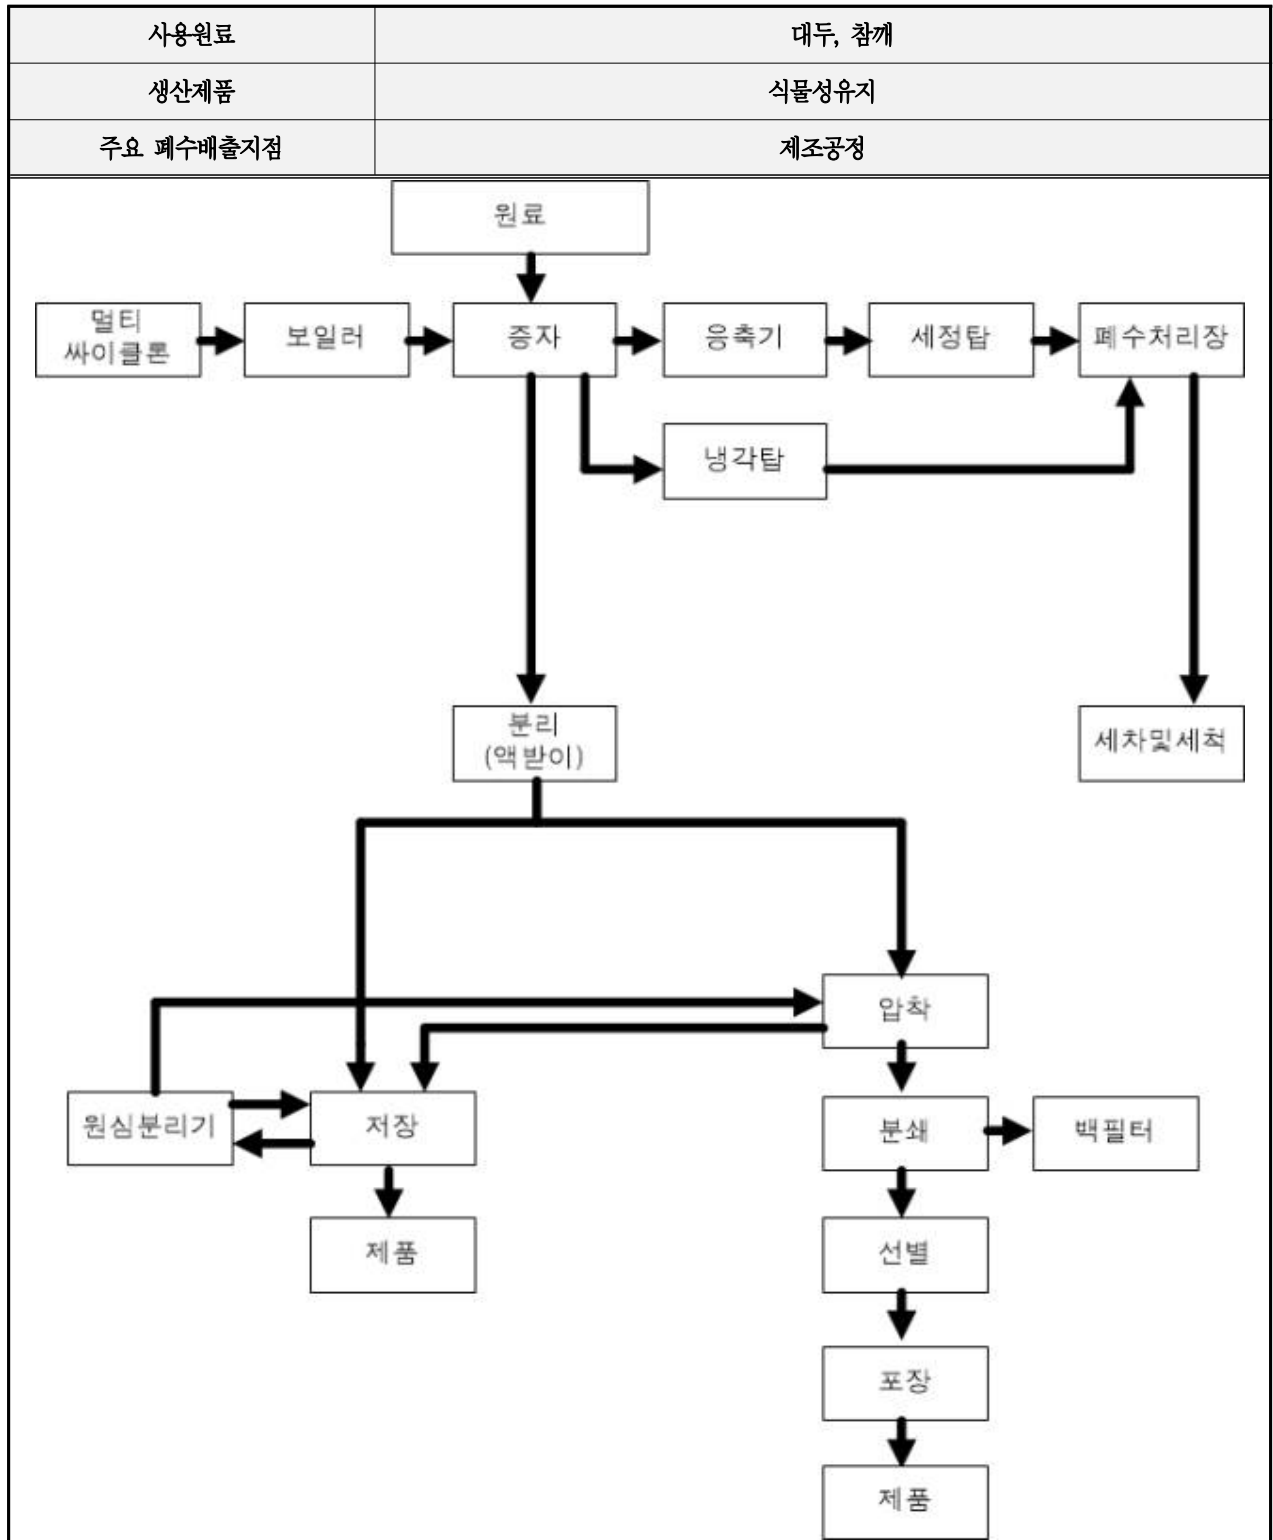 사용원료 대두, 참깨
생산제품 식물성유지
주요 폐수배출지점 제조공정
원료
멀티
싸이클론
보일러
증자
응축기
세정탑
폐수처리장
냉각탑
분리
(액받이)
세차및세척
압착
원심분리기
저장
분쇄
백필터
제품
선별
포장
제품